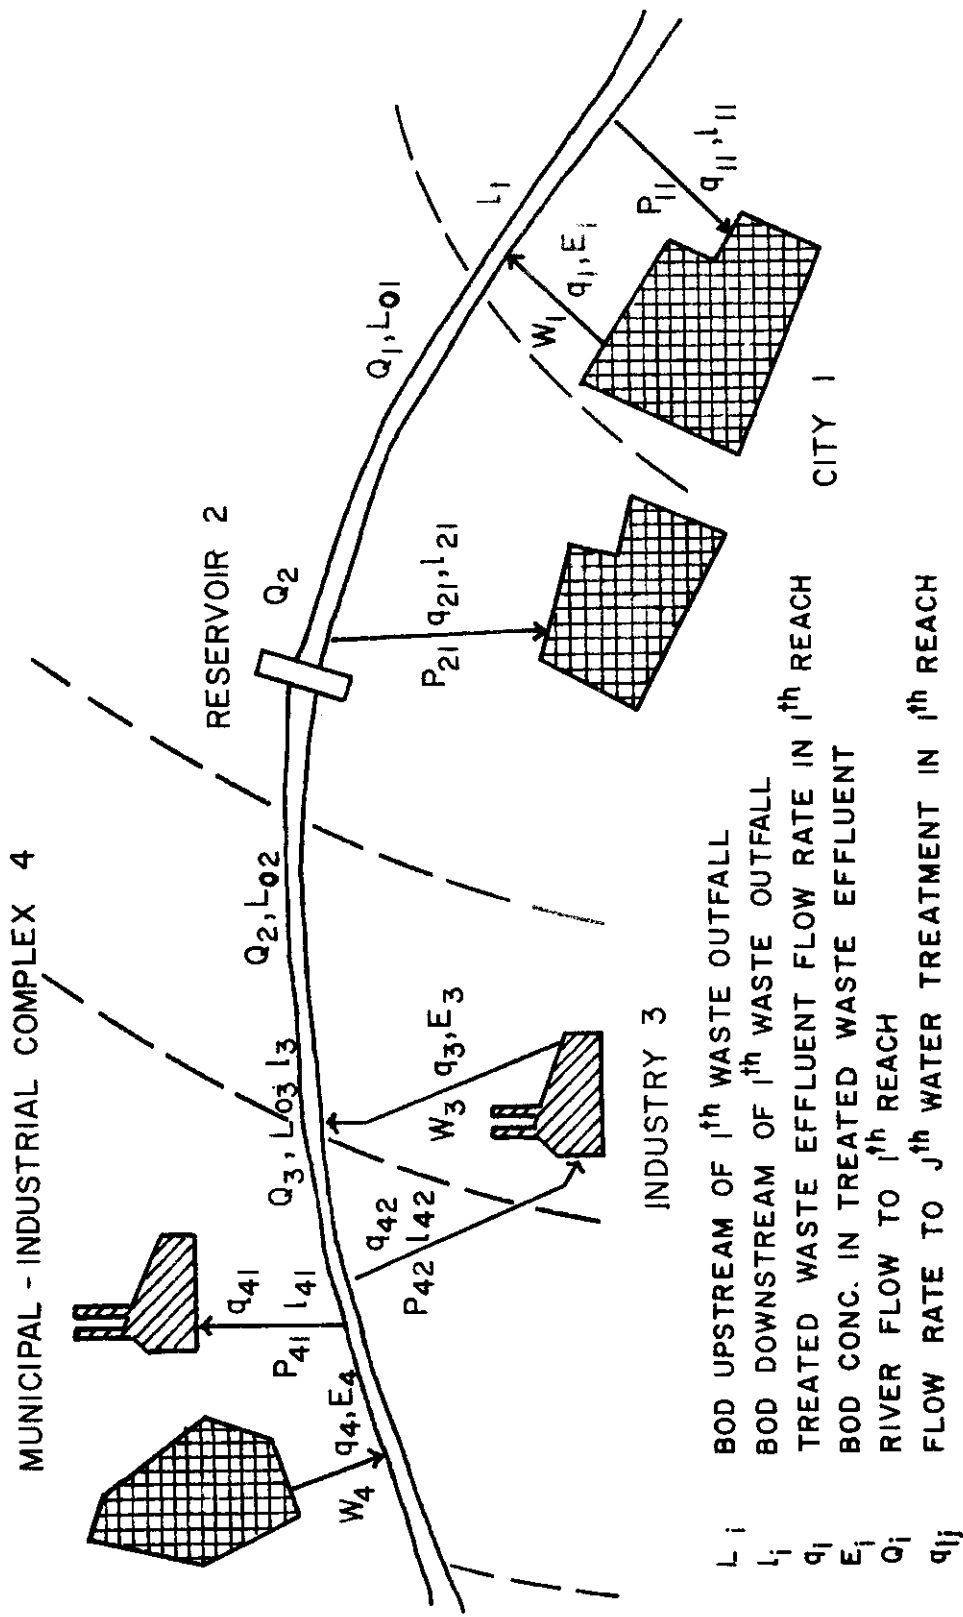 MUNICIPAL - INDUSTRIAL COMPLEX 4
RESERVOIR 2
W4
q4, E4
P41
q41
l41
P42
q42
l42
Q3, L03
l3
W3
q3, E3
INDUSTRY 3
Q2, L02
Q2
P21
q21, l21
Q1, L01
L1
W1
q1, E1
P11
q11, l11
CITY 1
Li BOD UPSTREAM OF ith WASTE OUTFALL
li BOD DOWNSTREAM OF ith WASTE OUTFALL
qi TREATED WASTE EFFLUENT FLOW RATE IN ith REACH
Ei BOD CONC. IN TREATED WASTE EFFLUENT
Qi RIVER FLOW TO ith REACH
qij FLOW RATE TO Jth WATER TREATMENT IN ith REACH